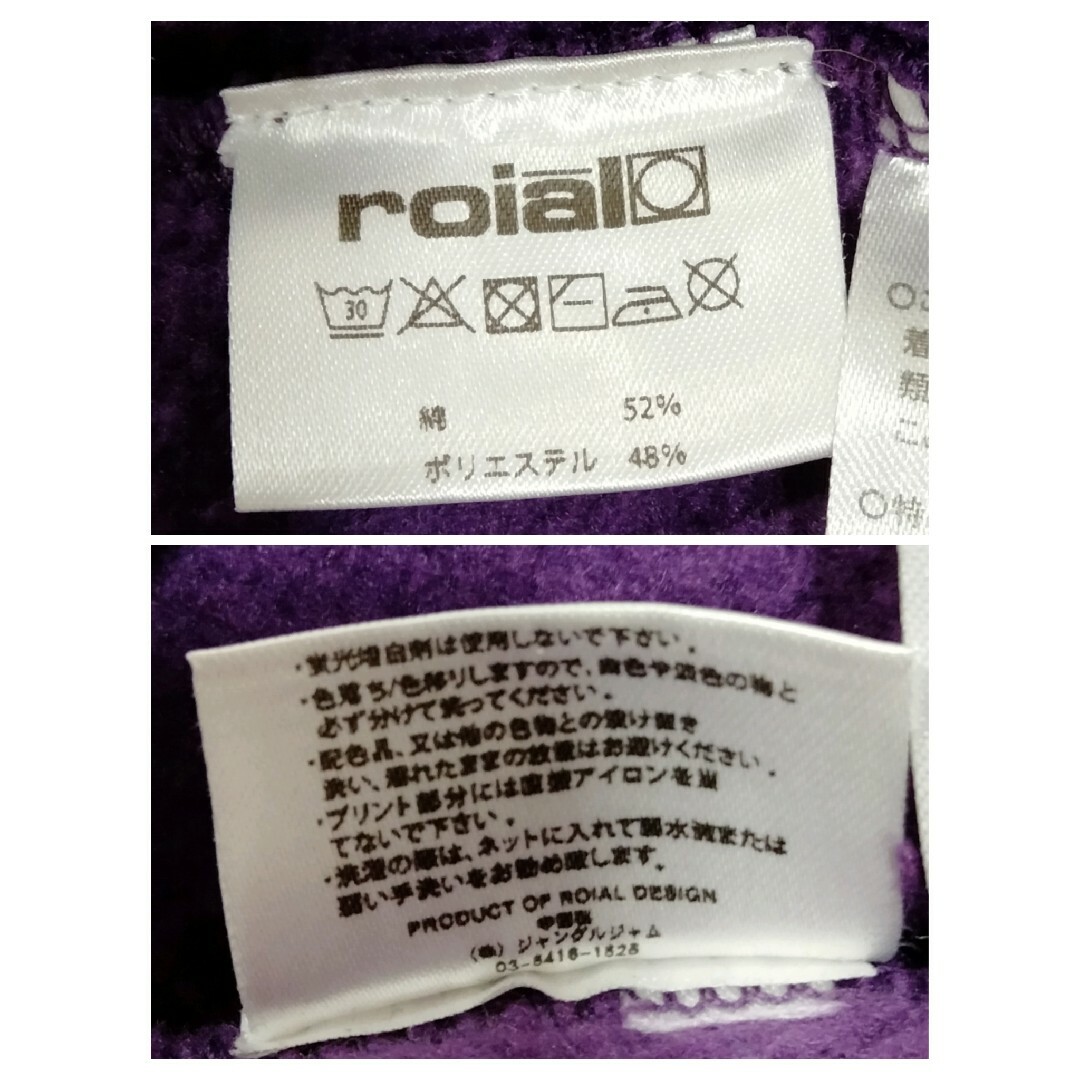 roial
30
綿 52%
ポリエステル 48%
着
類
○特
・蛍光増白剤は使用しないで下さい。
・色落ち/色移りしますので、白色や淡色の物と
必ず分けて洗ってください。
・配色品、又は他の色物との漬け置き
洗い、濡れたままの放置はお避けください。
・プリント部分には直接アイロンを当
てないで下さい。
・洗濯の際は、ネットに入れて弱水流または
弱い手洗いをお勧め致します。
PRODUCT OF ROIAL DESIGN
中国製
(株) ジャングルジャム
03-5416-1525